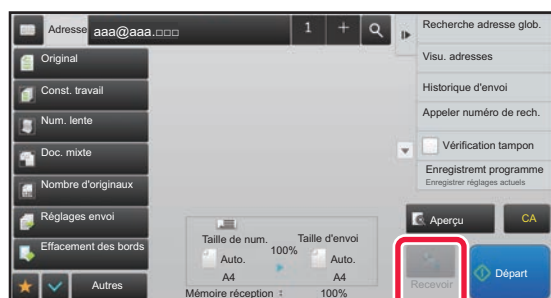 Adresse aaa@aaa.□□□ 1 +
Original
Const. travail
Num. lente
Doc. mixte
Nombre d'originaux
Réglages envoi
Effacement des bords
Autres
Taille de num. 100% Taille d'envoi
Auto. Auto.
A4 A4
Mémoire réception : 100%
Recherche adresse glob.
Visu. adresses
Historique d'envoi
Appeler numéro de rech.
Vérification tampon
Enregistremt programme
Enregistrer réglages actuels
Aperçu CA
Recevoir Départ